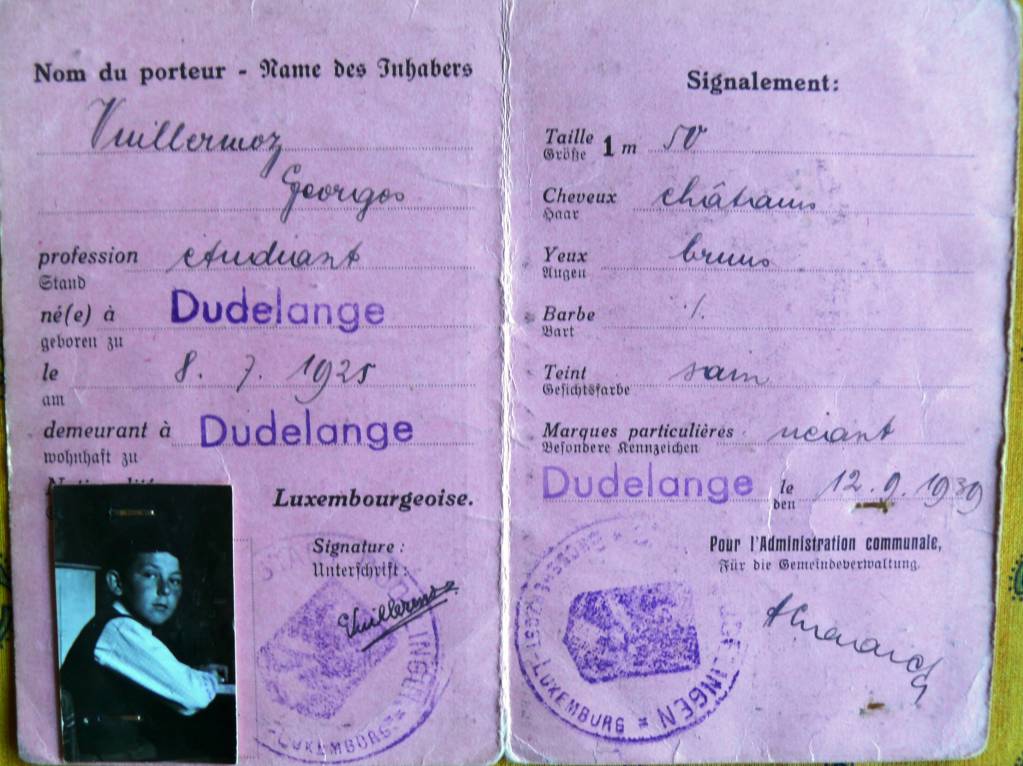 Nom du porteur - Name des Inhabers
Vuillermoz
Georges
profession etudiant
Stand
né(e) à Dudelange
geboren zu
le 8. 7. 1925
am
demeurant à Dudelange
wohnhaft zu
Luxembourgeoise.
Signature :
Unterschrift :
Vuillermoz
LUXEMBURG
Signalement:
Taille 1 m 50
Größe
Cheveux châtains
Haar
Yeux bruns
Augen
Barbe ./.
Bart
Teint sain
Gesichtsfarbe
Marques particulières néant
Besondere Kennzeichen
Dudelange le 12. 9. 1939
den
Pour l'Administration communale,
Für die Gemeindeverwaltung.
LUXEMBURG